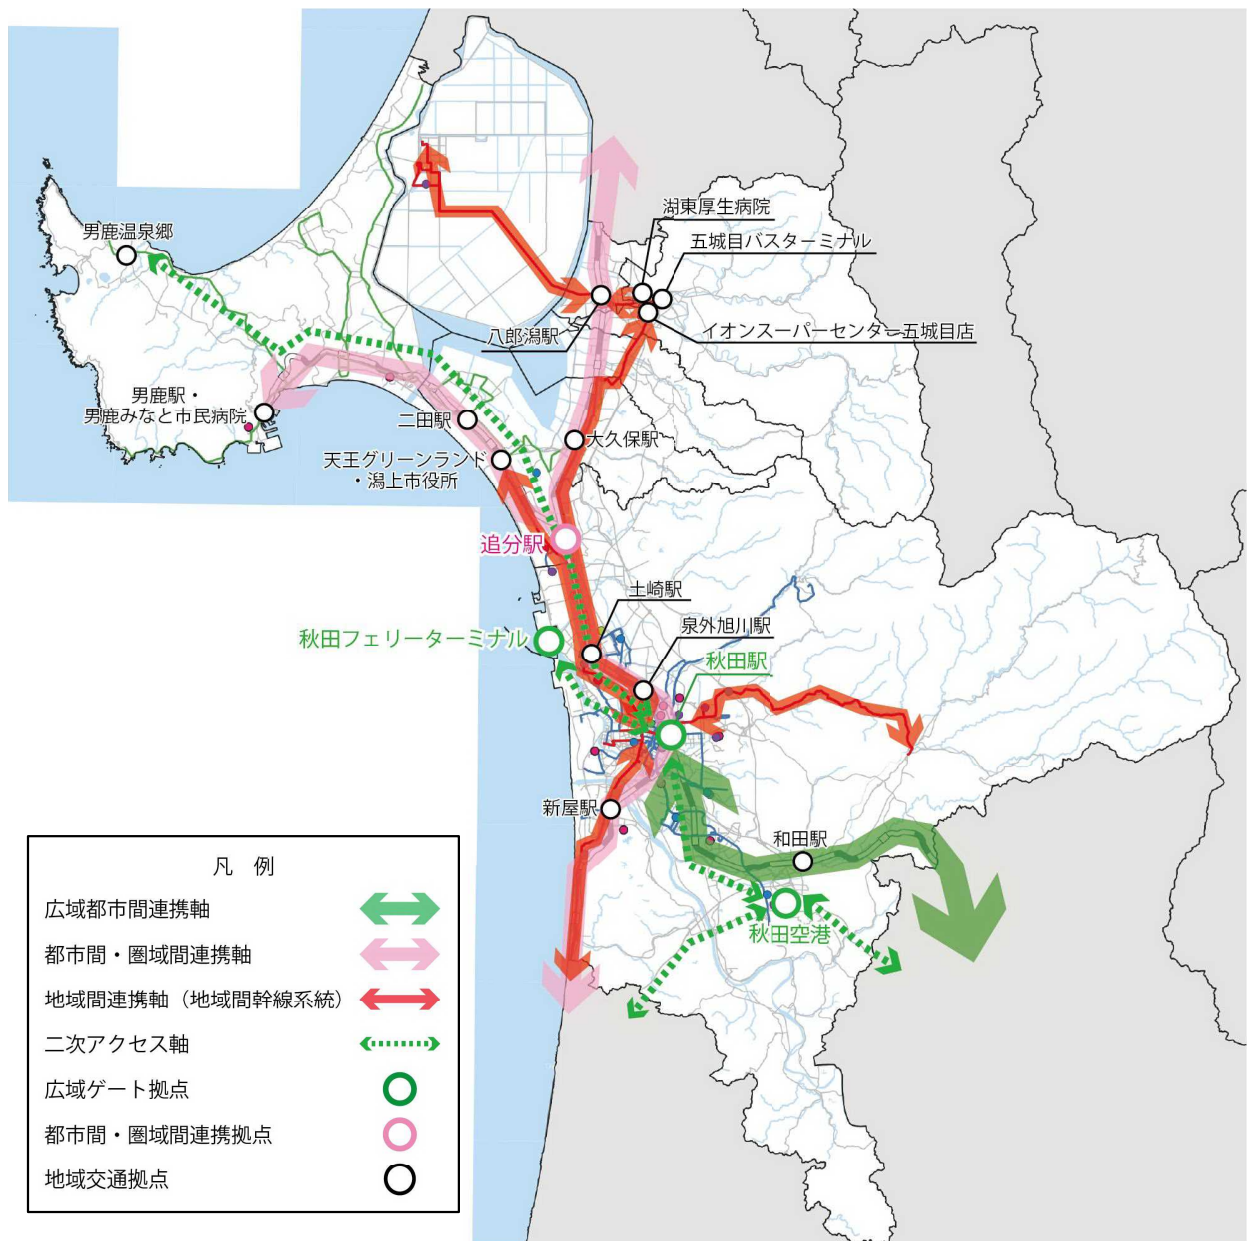 湖東厚生病院
男鹿温泉郷
五城目バスターミナル
八郎潟駅
イオンスーパーセンター五城目店
男鹿駅・
男鹿みなと市民病院
二田駅
大久保駅
天王グリーンランド
・潟上市役所
追分駅
土崎駅
泉外旭川駅
秋田フェリーターミナル
秋田駅
新屋駅
和田駅
秋田空港
凡　例
広域都市間連携軸
都市間・圏域間連携軸
地域間連携軸（地域間幹線系統）
二次アクセス軸
広域ゲート拠点
都市間・圏域間連携拠点
地域交通拠点